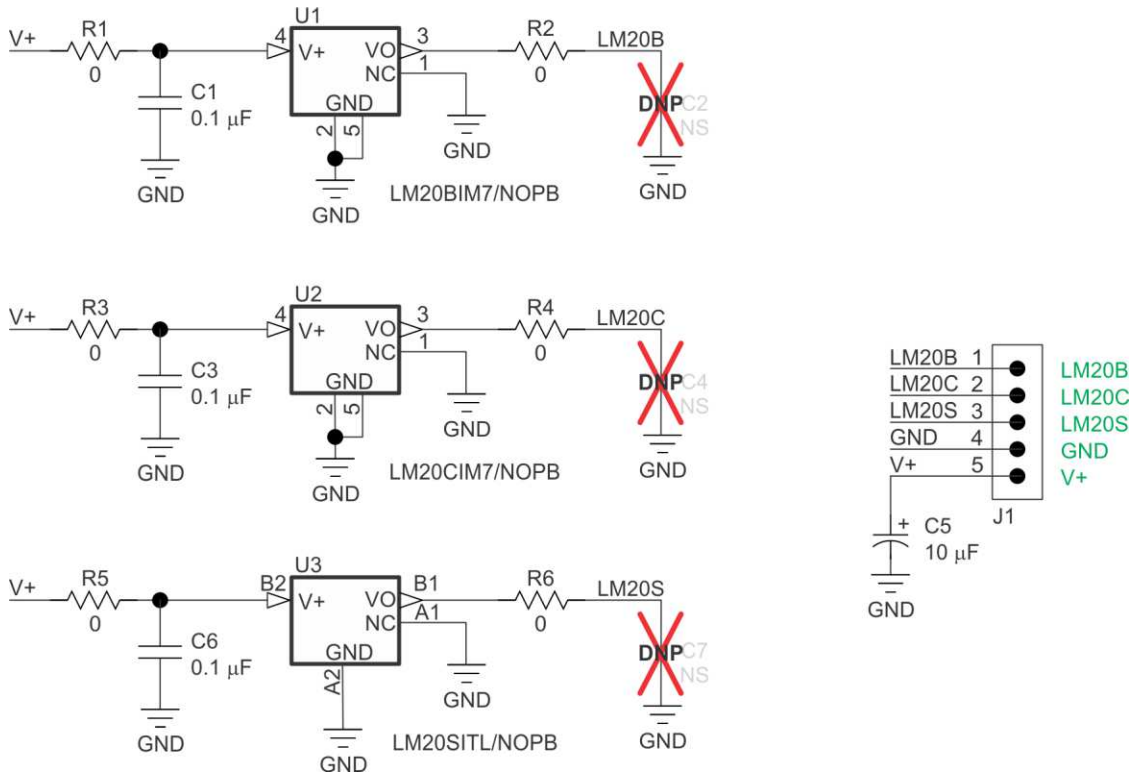 U1
V+ R1 4 V+ VO 3 R2 LM20B
0 NC 1 0
C1 DNP C2
0.1 µF GND NS
2 5
GND GND GND
GND LM20BIM7/NOPB
U2
V+ R3 4 V+ VO 3 R4 LM20C
0 NC 1 0
C3 DNP C4
0.1 µF GND NS
2 5
GND GND GND
GND LM20CIM7/NOPB
U3
V+ R5 B2 V+ VO B1 R6 LM20S
0 NC A1 0
C6 DNP C7
0.1 µF GND NS
A2
GND GND GND
GND LM20SITL/NOPB
LM20B 1 LM20B
LM20C 2 LM20C
LM20S 3 LM20S
GND 4 GND
V+ 5 V+
J1
+ C5
10 µF
GND